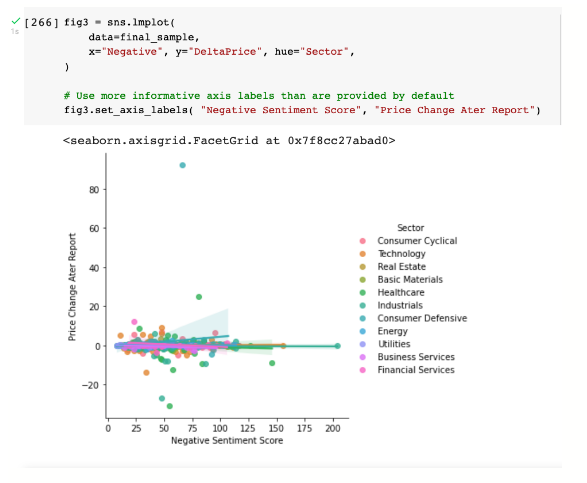 [266] fig3 = sns.lmplot(
data=final_sample,
x="Negative", y="DeltaPrice", hue="Sector",
)
# Use more informative axis labels than are provided by default
fig3.set_axis_labels( "Negative Sentiment Score", "Price Change Ater Report")
1s
<seaborn.axisgrid.FacetGrid at 0x7f8cc27abad0>
Price Change Ater Report
80
60
40
20
0
−20
0 25 50 75 100 125 150 175 200
Negative Sentiment Score
Sector
Consumer Cyclical
Technology
Real Estate
Basic Materials
Healthcare
Industrials
Consumer Defensive
Energy
Utilities
Business Services
Financial Services